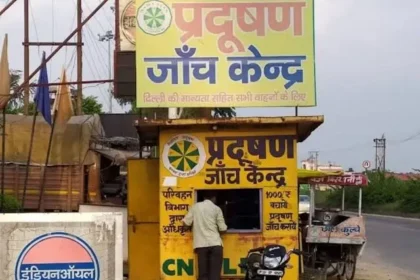 प्रदूषण
जाँच केन्द्र
दिल्ली की मान्यता सहित सभी वाहनों के लिए
प्रदूषण
जाँच केन्द्र
परिवहन
विभाग
द्वारा
1000/-
से बचाये
प्रदूषण
जाँच कराये
CN
इंडियनऑयल